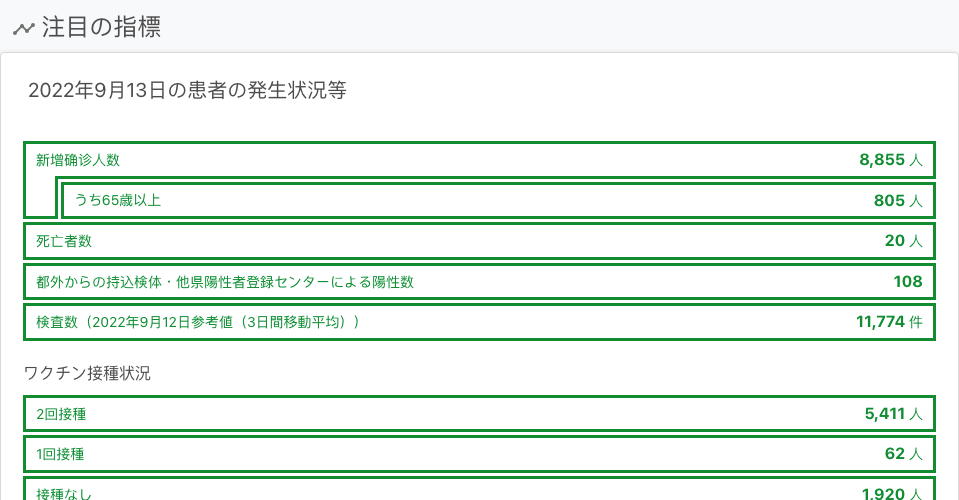 注目の指標
2022年9月13日の患者の発生状況等
新增确诊人数 8,855 人
うち65歳以上 805 人
死亡者数 20 人
都外からの持込検体・他県陽性者登録センターによる陽性数 108
検査数（2022年9月12日参考値（3日間移動平均）） 11,774 件
ワクチン接種状況
2回接種 5,411 人
1回接種 62 人
接種なし 1,920 人